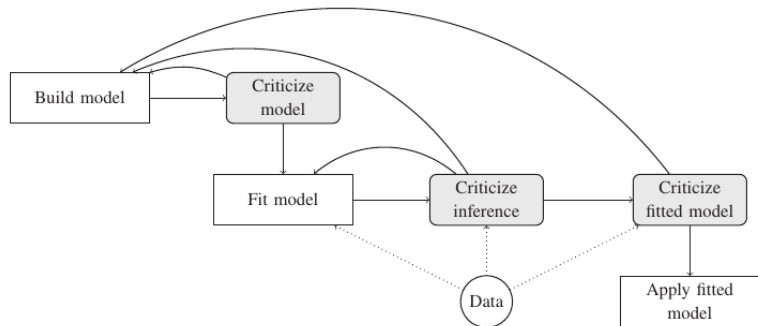 Build model
Criticize
model
Fit model
Criticize
inference
Criticize
fitted model
Data
Apply fitted
model